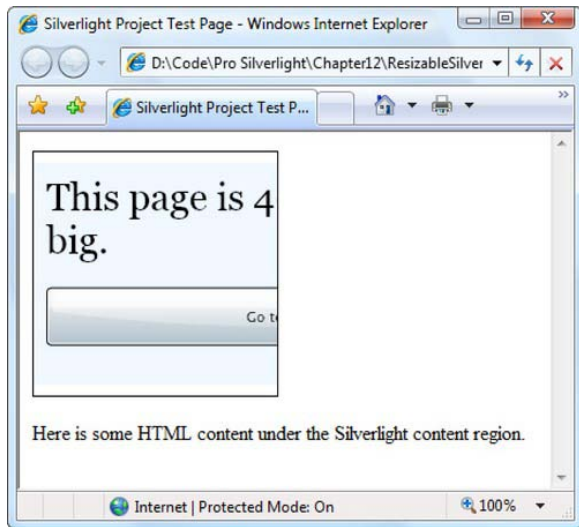 Silverlight Project Test Page - Windows Internet Explorer
D:\Code\Pro Silverlight\Chapter12\ResizableSilver
Silverlight Project Test P...
This page is 4
big.
Go t
Here is some HTML content under the Silverlight content region.
Internet | Protected Mode: On
100%